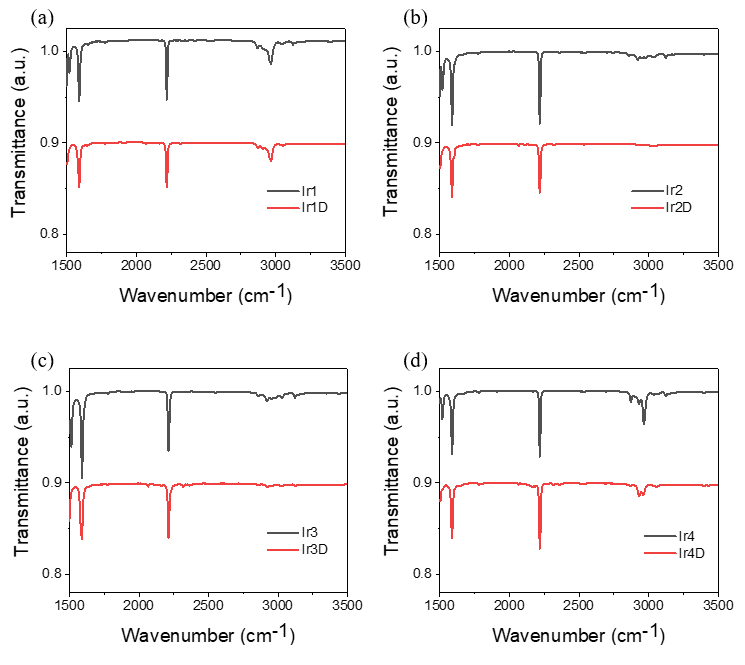 (a)
Transmittance (a.u.)
1.0
0.9
0.8
Ir1
Ir1D
1500 2000 2500 3000 3500
Wavenumber (cm-1)
(b)
Transmittance (a.u.)
1.0
0.9
0.8
Ir2
Ir2D
1500 2000 2500 3000 3500
Wavenumber (cm-1)
(c)
Transmittance (a.u.)
1.0
0.9
0.8
Ir3
Ir3D
1500 2000 2500 3000 3500
Wavenumber (cm-1)
(d)
Transmittance (a.u.)
1.0
0.9
0.8
Ir4
Ir4D
1500 2000 2500 3000 3500
Wavenumber (cm-1)